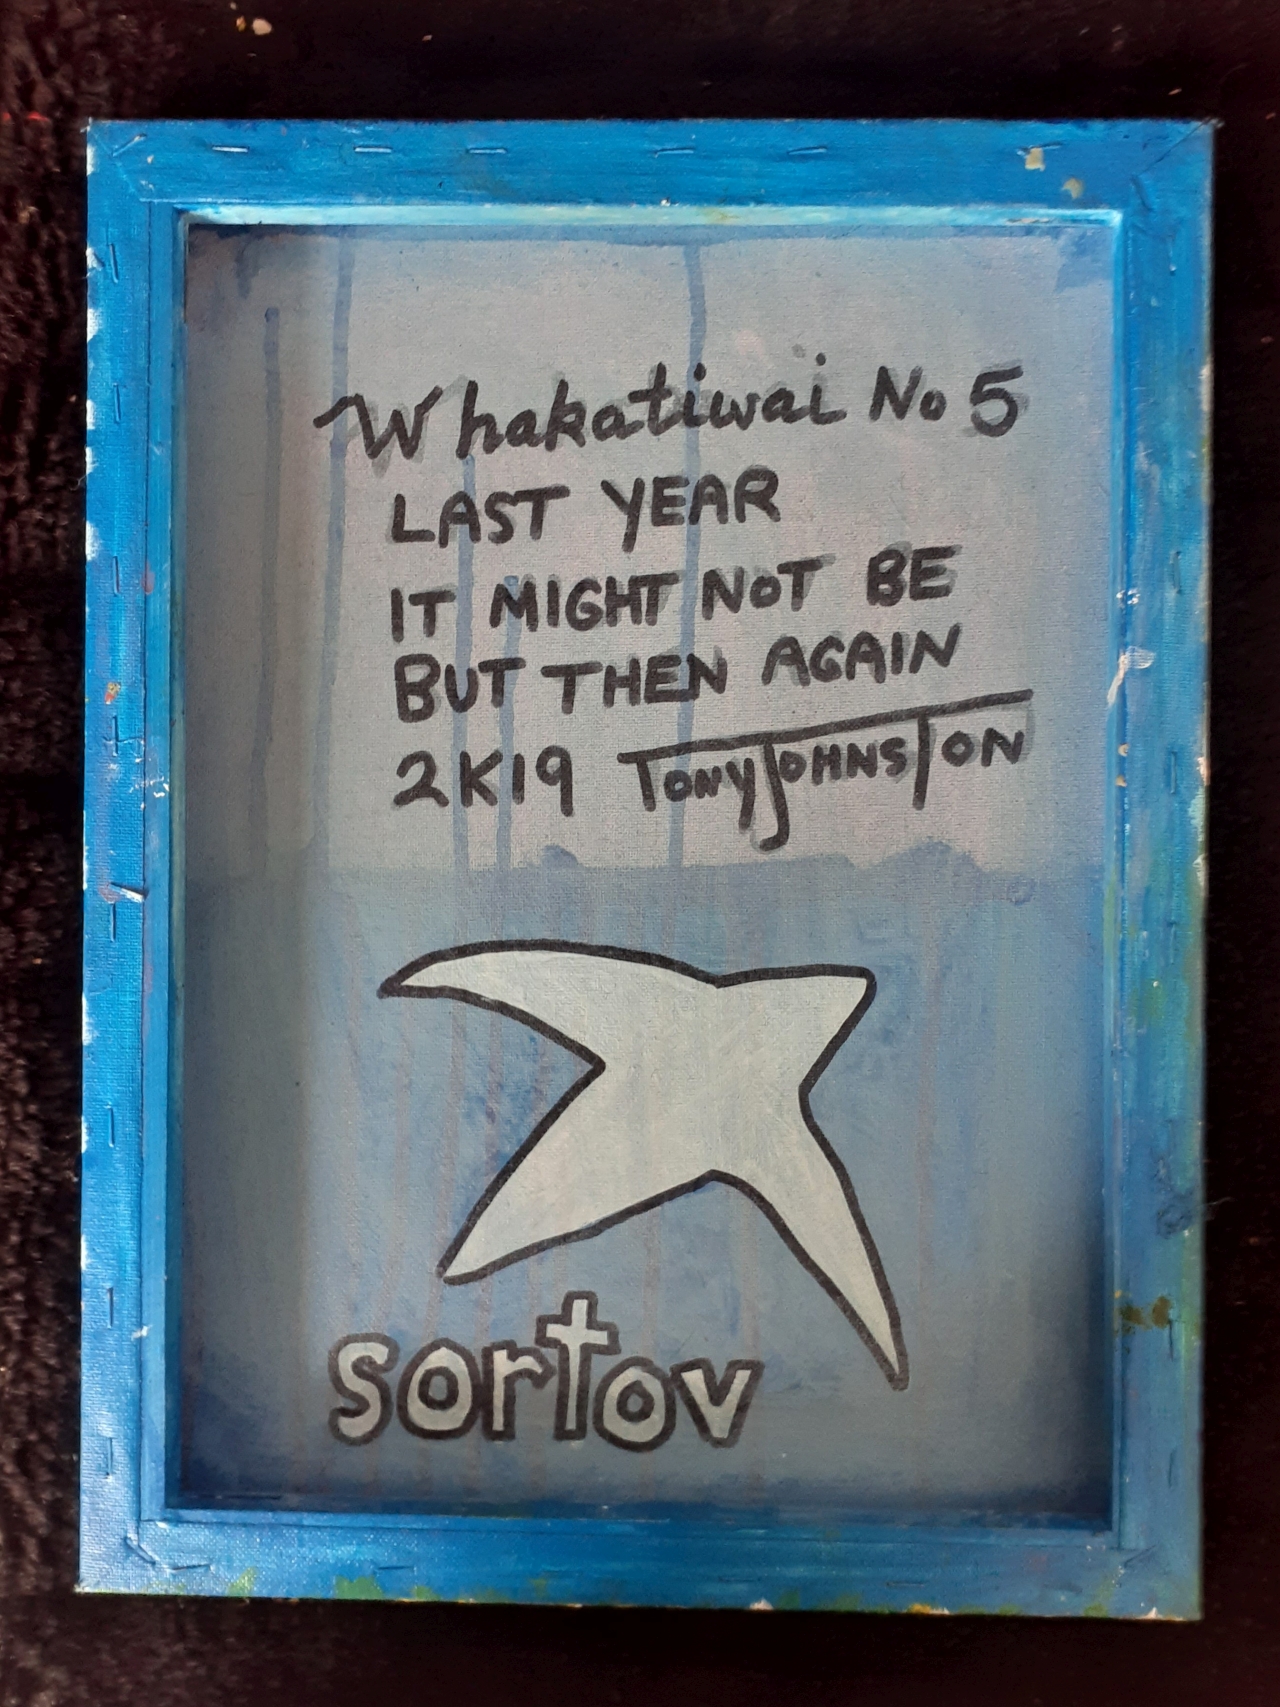 Whakatiwai No 5
LAST YEAR
IT MIGHT NOT BE
BUT THEN AGAIN
2K19 TONY JOHNSTON
sortov